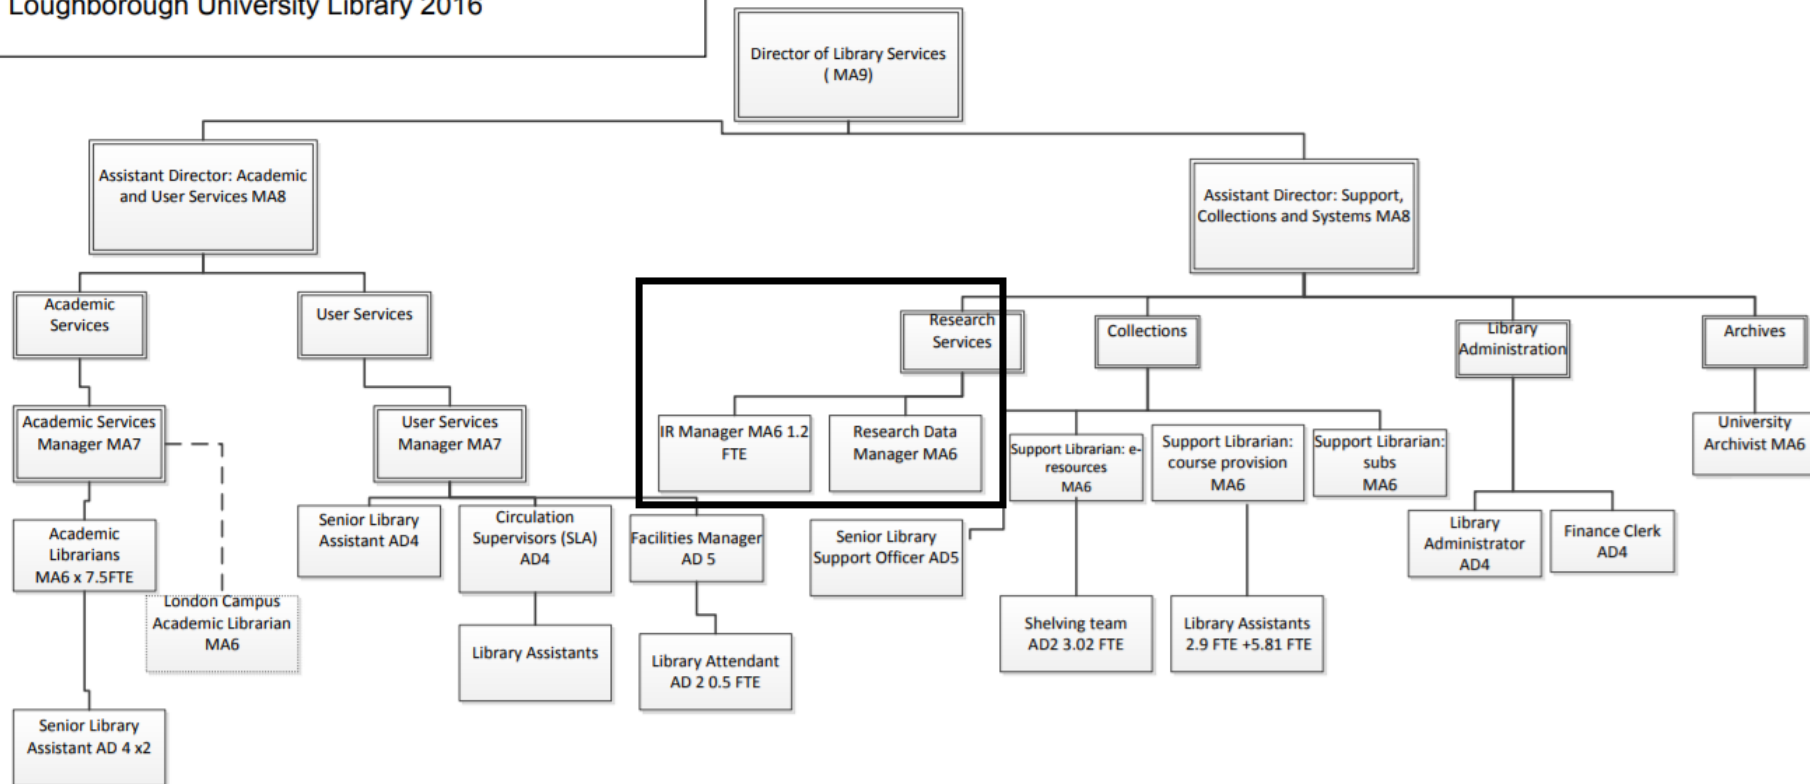 Loughborough University Library 2016
Director of Library Services
( MA9)
Assistant Director: Academic
and User Services MA8
Assistant Director: Support,
Collections and Systems MA8
Academic
Services
User Services
Research
Services
Collections
Library
Administration
Archives
Academic Services
Manager MA7
User Services
Manager MA7
IR Manager MA6 1.2
FTE
Research Data
Manager MA6
Support Librarian: e-
resources
MA6
Support Librarian:
course provision
MA6
Support Librarian:
subs
MA6
University
Archivist MA6
Academic
Librarians
MA6 x 7.5FTE
London Campus
Academic Librarian
MA6
Senior Library
Assistant AD4
Circulation
Supervisors (SLA)
AD4
Facilities Manager
AD 5
Senior Library
Support Officer AD5
Library
Administrator
AD4
Finance Clerk
AD4
Shelving team
AD2 3.02 FTE
Library Assistants
2.9 FTE +5.81 FTE
Library Assistants
Library Attendant
AD 2 0.5 FTE
Senior Library
Assistant AD 4 x2